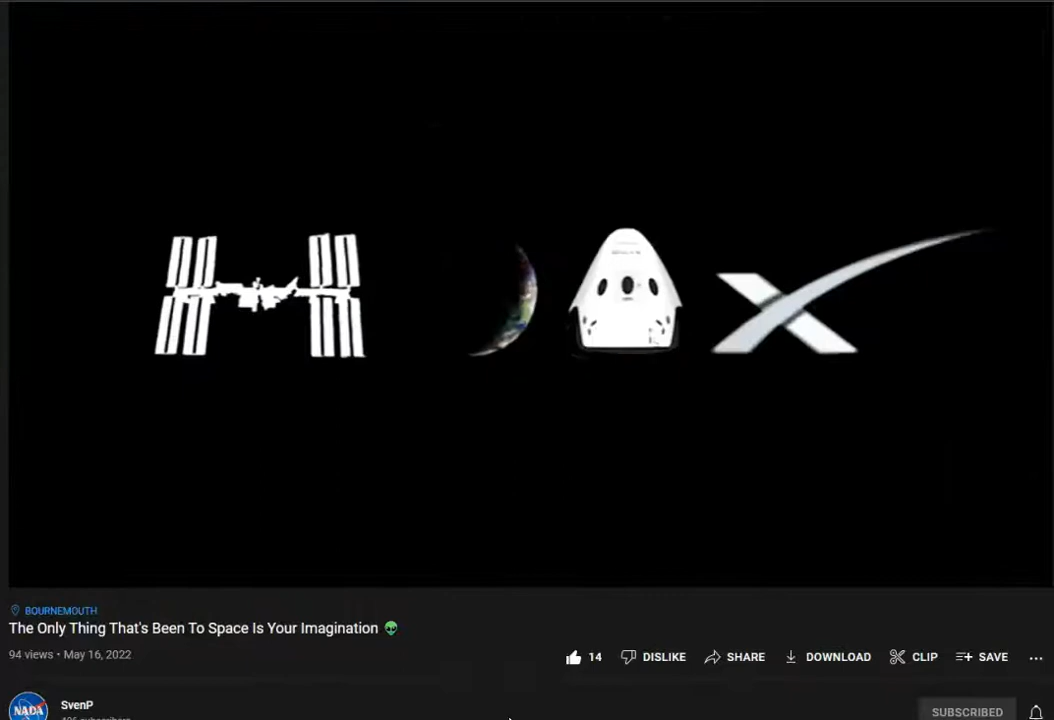 HOAX
BOURNEMOUTH
The Only Thing That's Been To Space Is Your Imagination 👽
94 views • May 16, 2022
14 DISLIKE SHARE DOWNLOAD CLIP SAVE ...
NADA
SvenP
SUBSCRIBED